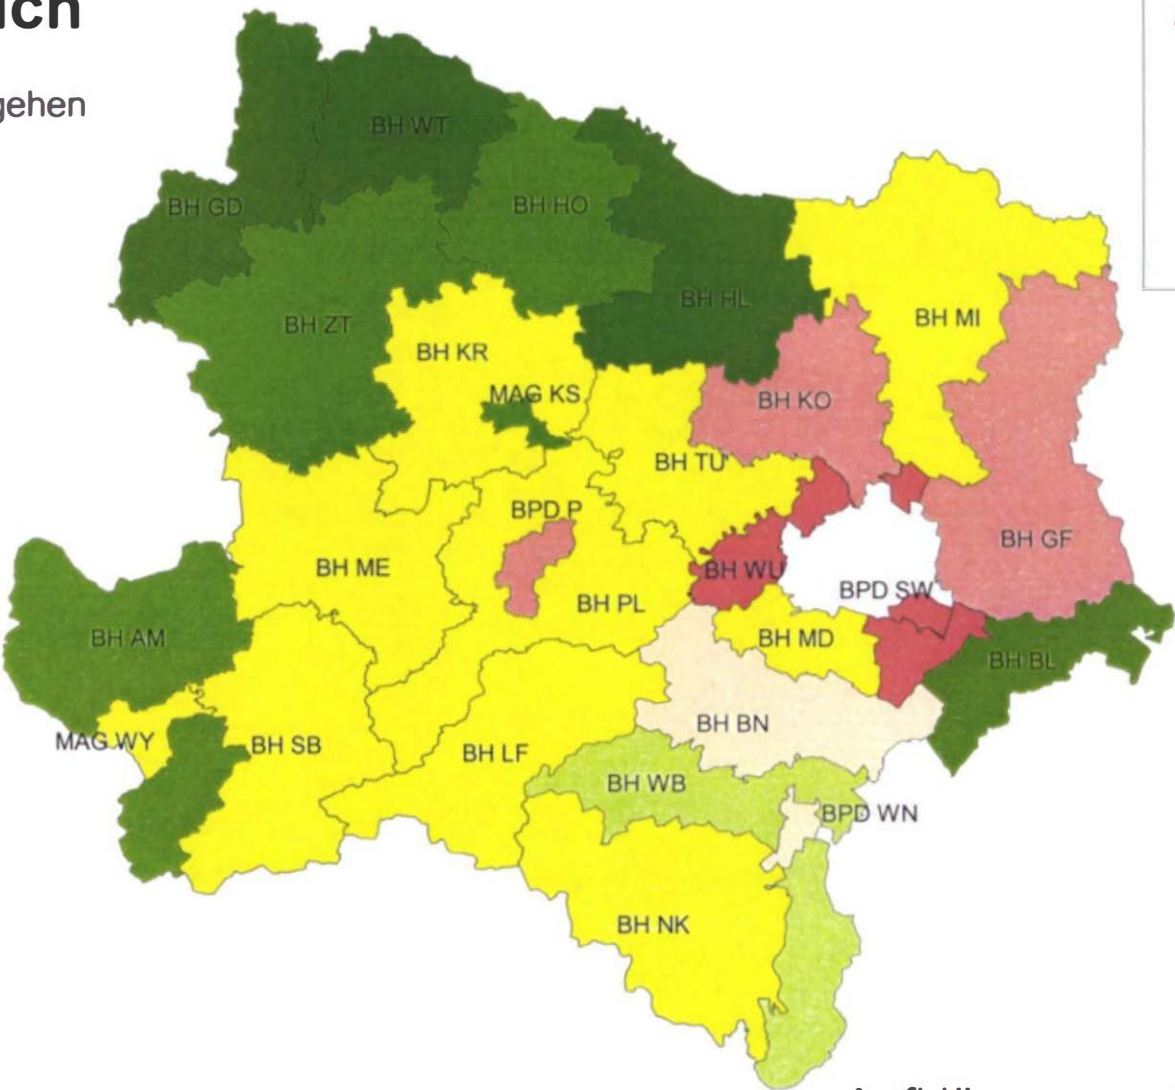 gehen
BH WT
BH GD
BH HO
BH HL
BH ZT
BH MI
BH KR
MAG KS
BH KO
BH TU
BPD P
BH GF
BH ME
BH WU
BPD SW
BH PL
BH AM
BH MD
BH BL
BH BN
MAG WY
BH SB
BH LF
BH WB
BPD WN
BH NK